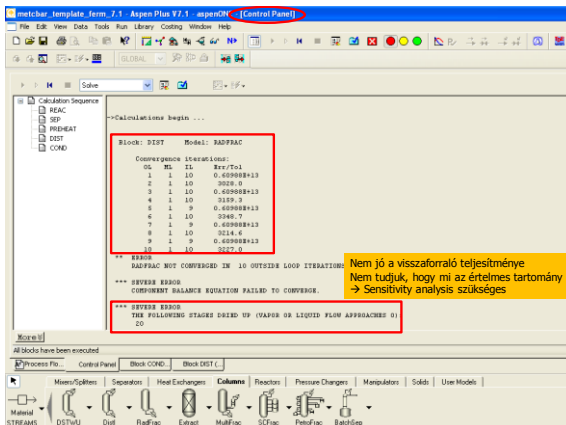 metcbar_template_ferm_7.1 - Aspen Plus V7.1 - aspenONE - [Control Panel]
File Edit View Data Tools Run Library Costing Window Help
GLOBAL
Solve
Calculation Sequence
REAC
SEP
PREHEAT
DIST
COND
->Calculations begin ...
Block: DIST Model: RADFRAC
Convergence iterations:
OL ML IL Err/Tol
1 1 10 0.60988E+13
2 1 10 3028.0
3 1 10 0.60988E+13
4 1 10 3159.3
5 1 9 0.60988E+13
6 1 10 3348.7
7 1 9 0.60988E+13
8 1 10 3214.6
9 1 9 0.60988E+13
10 1 10 3227.0
** ERROR
RADFRAC NOT CONVERGED IN 10 OUTSIDE LOOP ITERATIONS
*** SEVERE ERROR
COMPONENT BALANCE EQUATION FAILED TO CONVERGE.
*** SEVERE ERROR
THE FOLLOWING STAGES DRIED UP (VAPOR OR LIQUID FLOW APPROACHES 0)
20
Nem jó a visszaforraló teljesítménye
Nem tudjuk, hogy mi az értelmes tartomány
→ Sensitivity analysis szükséges
More
All blocks have been executed
Process Flo... Control Panel Block COND... Block DIST (...
Mixers/Splitters Separators Heat Exchangers Columns Reactors Pressure Changers Manipulators Solids User Models
Material
STREAMS DSTWU Distl RadFrac Extract MultiFrac SCFrac PetroFrac BatchSep